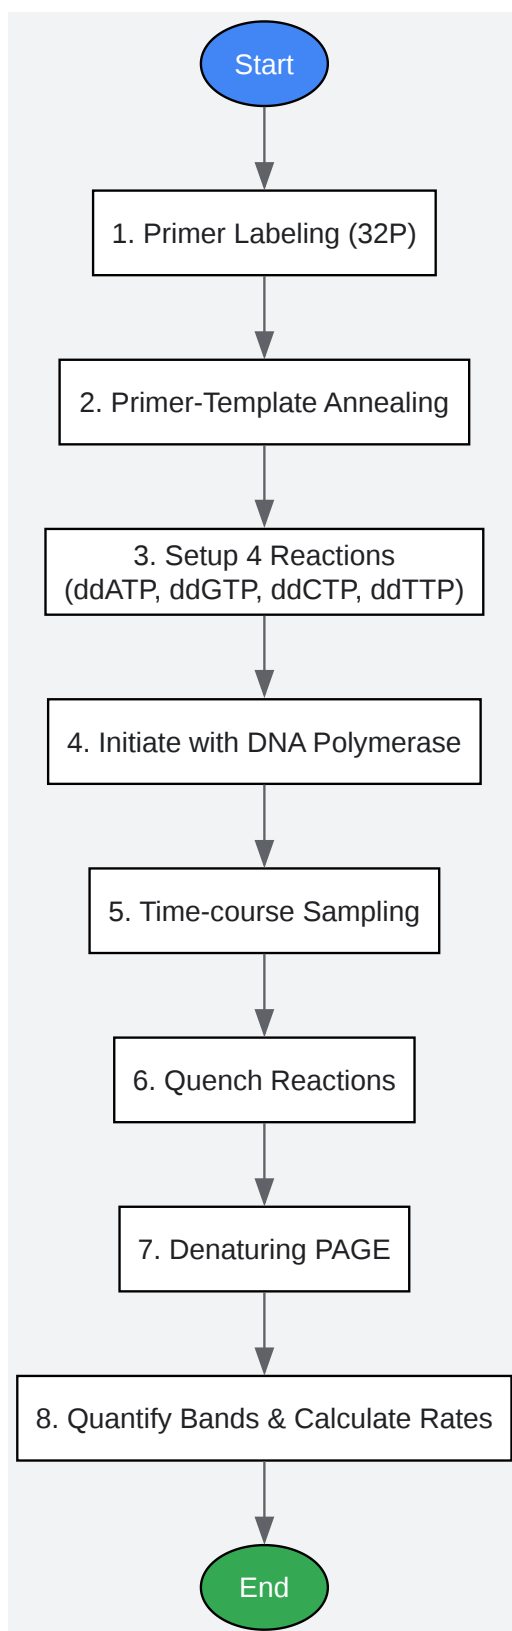 Start
1. Primer Labeling (32P)
2. Primer-Template Annealing
3. Setup 4 Reactions
(ddATP, ddGTP, ddCTP, ddTTP)
4. Initiate with DNA Polymerase
5. Time-course Sampling
6. Quench Reactions
7. Denaturing PAGE
8. Quantify Bands & Calculate Rates
End